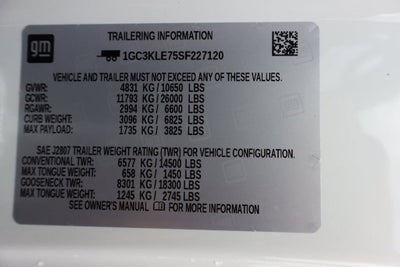 TRAILERING INFORMATION
gm
1GC3KLE75SF227120
VEHICLE AND TRAILER MUST NOT EXCEED ANY OF THESE VALUES.
GVWR: 4831 KG/10650 LBS
GCWR: 11793 KG/26000 LBS
RGAWR: 2994 KG/ 6600 LBS
CURB WEIGHT: 3096 KG/ 6825 LBS
MAX PAYLOAD: 1735 KG/ 3825 LBS
SAE J2807 TRAILER WEIGHT RATING (TWR) FOR VEHICLE CONFIGURATION.
CONVENTIONAL TWR: 6577 KG/14500 LBS
MAX TONGUE WEIGHT: 658 KG/ 1450 LBS
GOOSENECK TWR: 8301 KG/18300 LBS
MAX TONGUE WEIGHT: 1245 KG/ 2745 LBS
SEE OWNER'S MANUAL FOR MORE INFORMATION